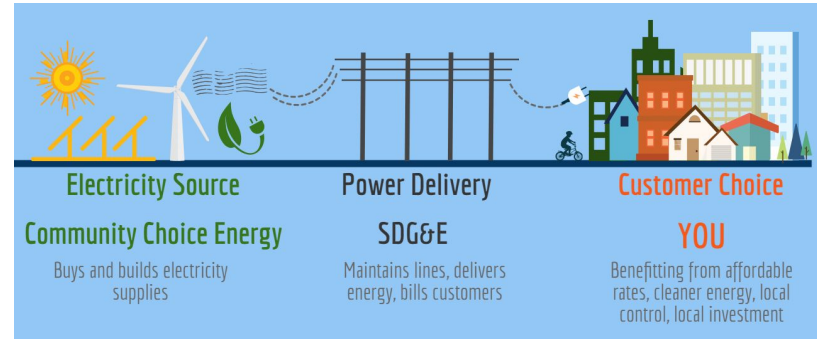 Electricity Source
Community Choice Energy
Buys and builds electricity
supplies
Power Delivery
SDG&E
Maintains lines, delivers
energy, bills customers
Customer Choice
YOU
Benefitting from affordable
rates, cleaner energy, local
control, local investment